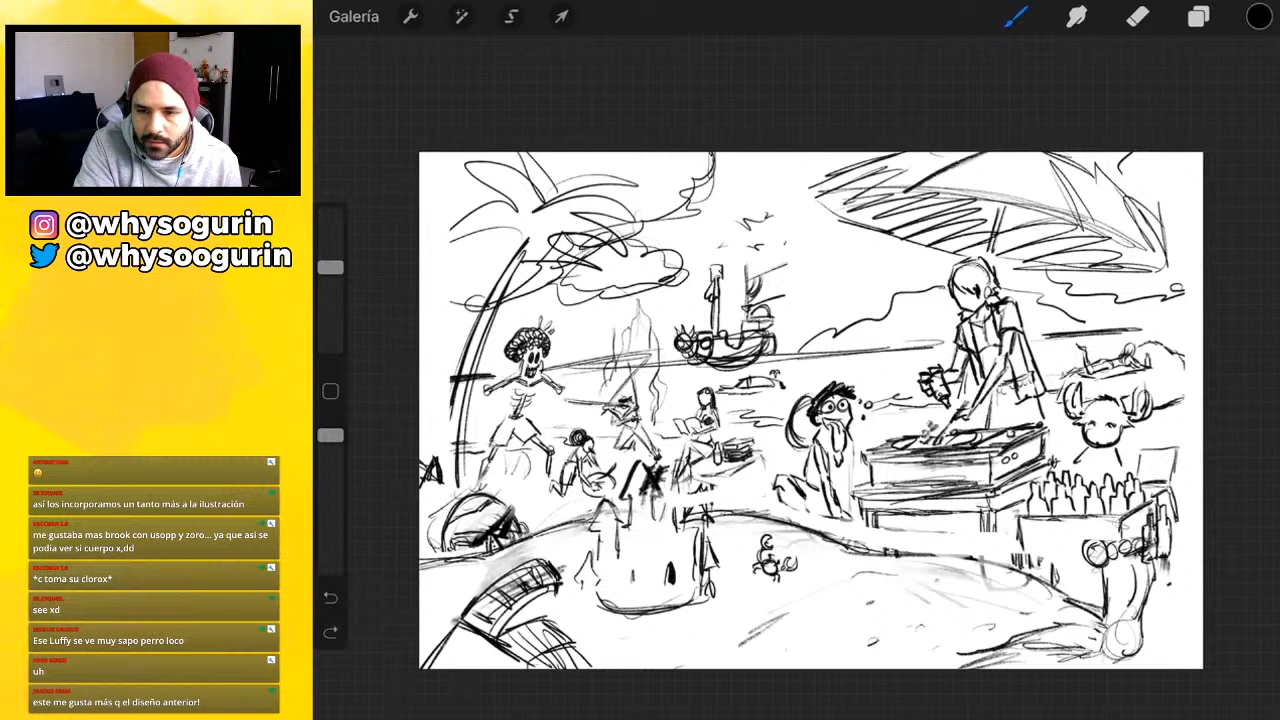 Galería
@whysogurin
@whysoogurin
así los incorporamos un tanto más a la ilustración
me gustaba mas brook con usopp y zoro... ya que asi se
podia ver si cuerpo x,dd
*c toma su clorox*
see xd
Ese Luffy se ve muy sapo perro loco
uh
este me gusta más q el diseño anterior!